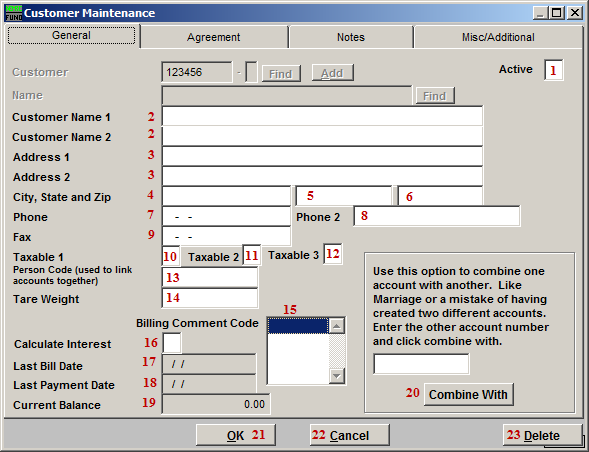 FUND Customer Maintenance
General Agreement Notes Misc/Additional
Customer 123456 - Find Add Active 1
Name Find
Customer Name 1 2
Customer Name 2 2
Address 1 3
Address 2 3
City, State and Zip 4 5 6
Phone 7 - - Phone 2 8
Fax 9 - -
Taxable 1 10 Taxable 2 11 Taxable 3 12
Person Code (used to link
accounts together) 13
Tare Weight 14
Use this option to combine one
account with another. Like
Marriage or a mistake of having
created two different accounts.
Enter the other account number
and click combine with.
20 Combine With
Billing Comment Code 15
Calculate Interest 16
Last Bill Date 17 / /
Last Payment Date 18 / /
Current Balance 19 0.00
OK 21 22 Cancel 23 Delete